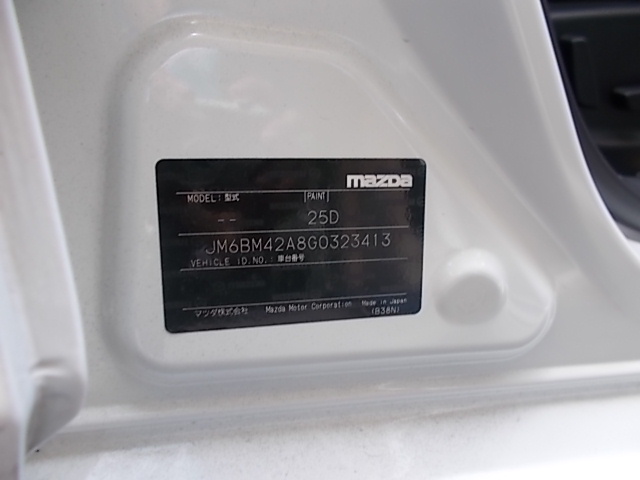 mazda
MODEL : 型式 PAINT
-- 25D
JM6BM42A8G0323413
VEHICLE ID.NO.: 車台番号
マツダ株式会社 Mazda Motor Corporation Made in Japan
(B38N)